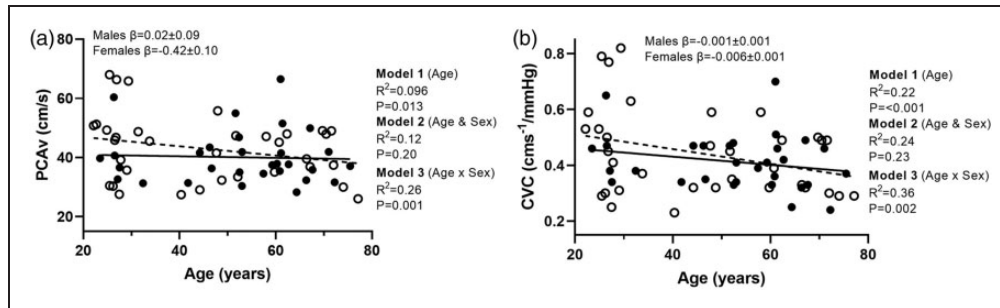 (a)
Males β=0.02±0.09
Females β=-0.42±0.10
80
60
40
20
PCAv (cm/s)
20
40
60
80
Age (years)
Model 1 (Age)
R²=0.096
P=0.013
Model 2 (Age & Sex)
R²=0.12
P=0.20
Model 3 (Age x Sex)
R²=0.26
P=0.001
(b)
Males β=-0.001±0.001
Females β=-0.006±0.001
0.8
0.6
0.4
0.2
CVC (cms⁻¹/mmHg)
20
40
60
80
Age (years)
Model 1 (Age)
R²=0.22
P=<0.001
Model 2 (Age & Sex)
R²=0.24
P=0.23
Model 3 (Age x Sex)
R²=0.36
P=0.002